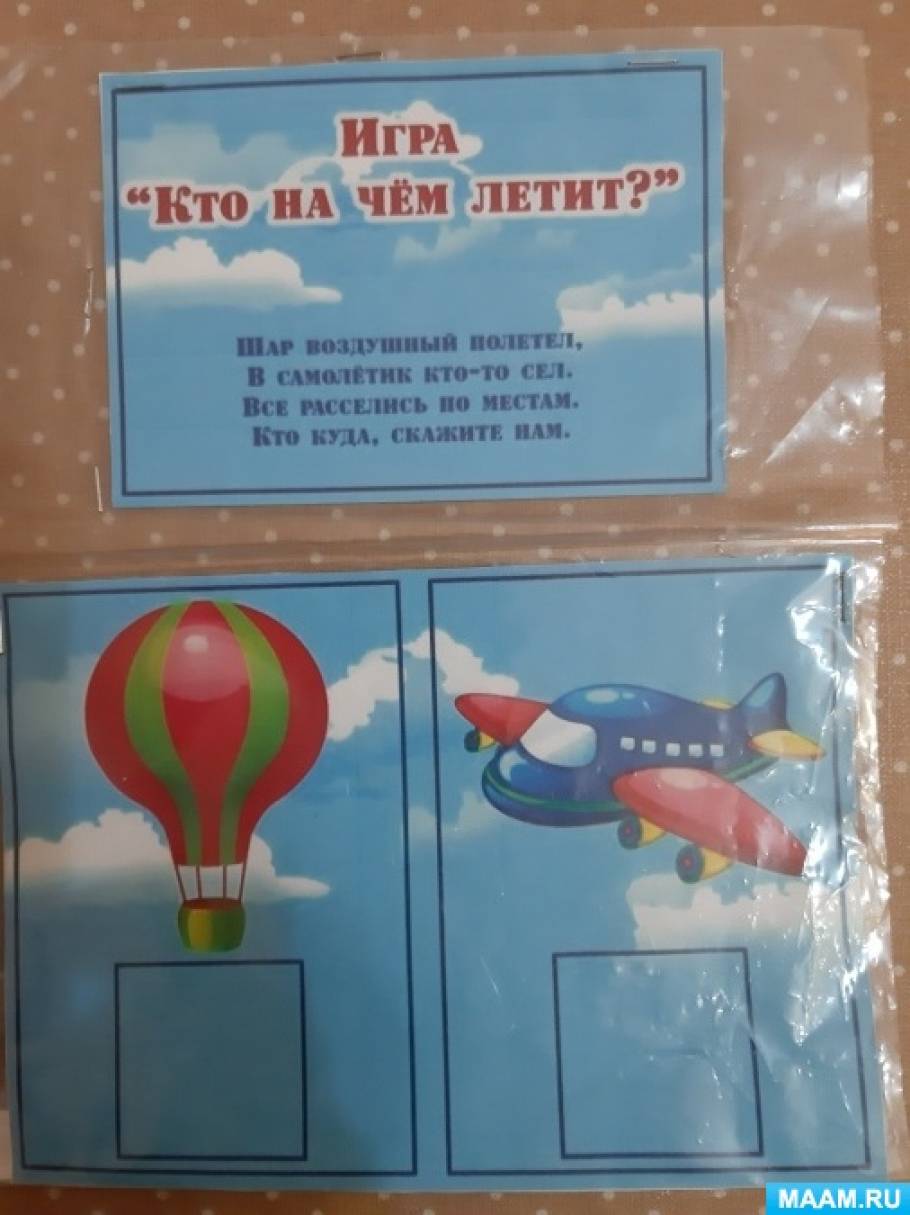 Игра
“Кто на чём летит?”
Шар воздушный полетел,
В самолётик кто-то сел.
Все расселись по местам.
Кто куда, скажите нам.
MAAM.RU